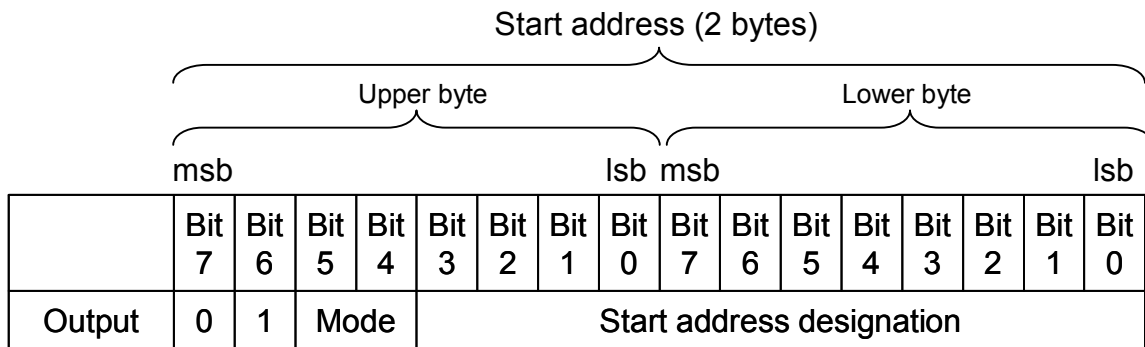 Start address (2 bytes)
Upper byte Lower byte
msb lsb msb lsb
Bit 7 Bit 6 Bit 5 Bit 4 Bit 3 Bit 2 Bit 1 Bit 0 Bit 7 Bit 6 Bit 5 Bit 4 Bit 3 Bit 2 Bit 1 Bit 0
Output 0 1 Mode Start address designation